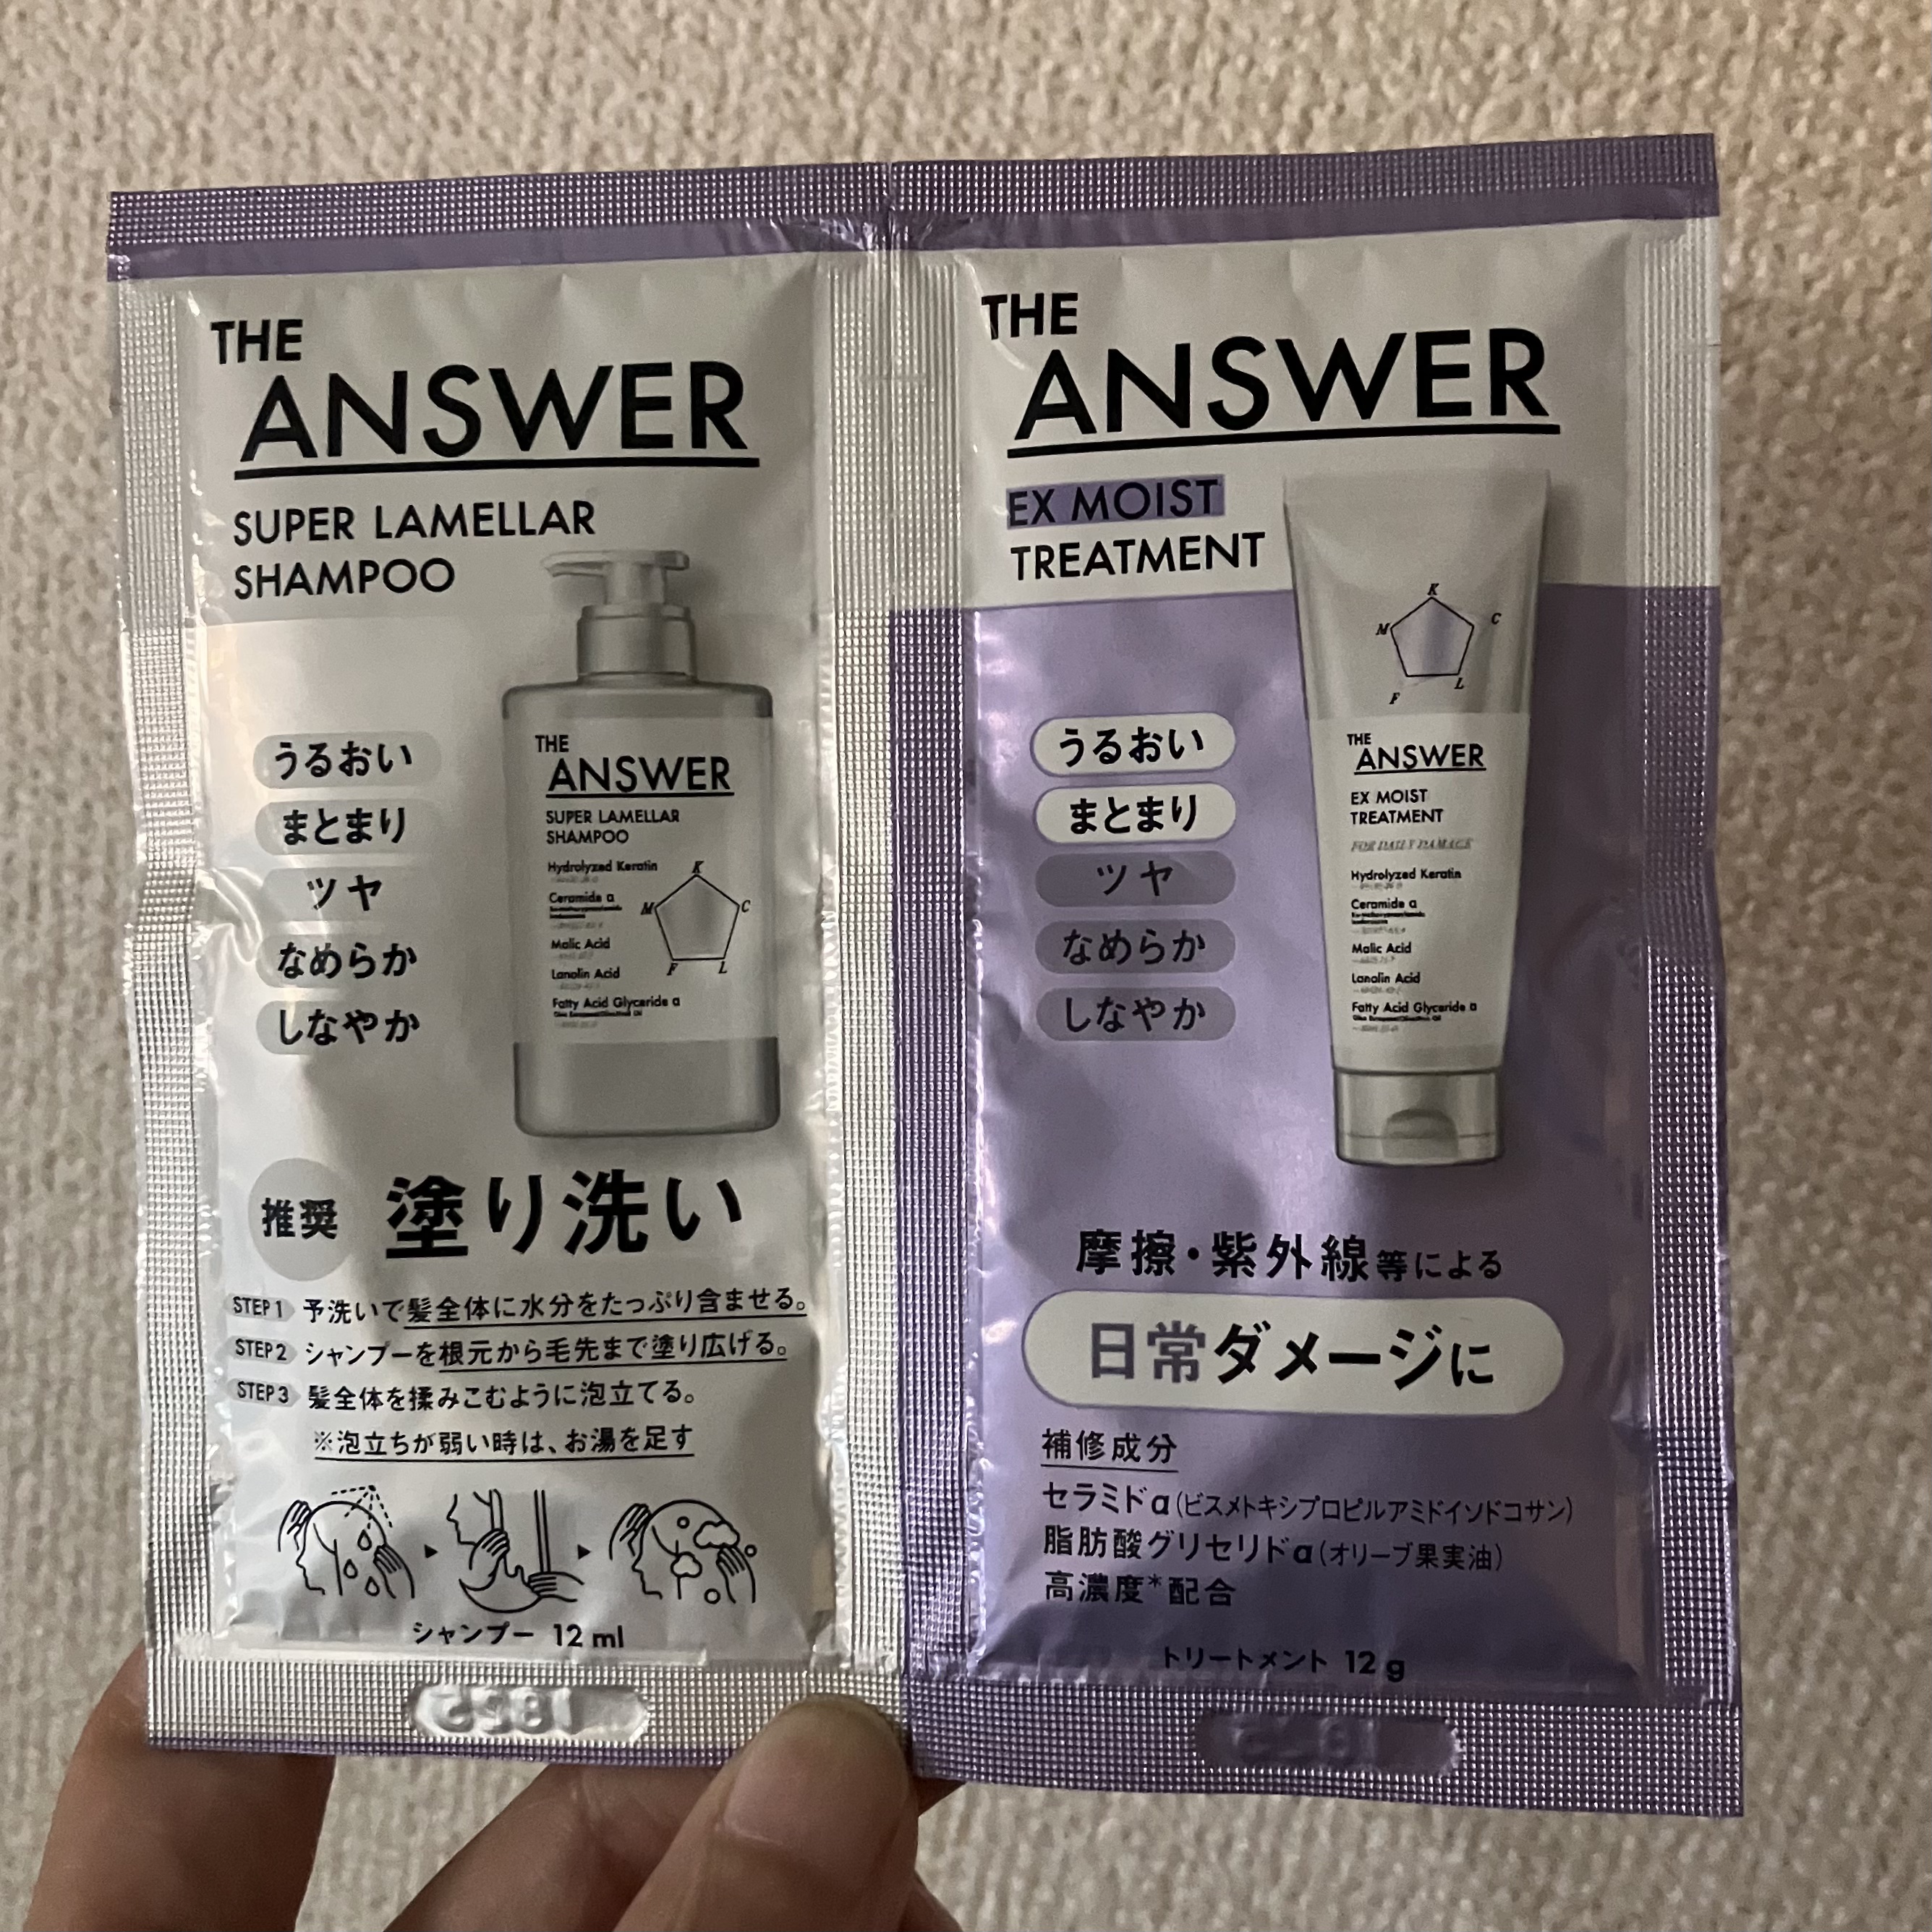 THE
ANSWER
SUPER LAMELLAR
SHAMPOO
うるおい
まとまり
ツヤ
なめらか
しなやか
THE
ANSWER
SUPER LAMELLAR
SHAMPOO
Hydrolyzed Keratin
Ceramide α
Malic Acid
Lanolin Acid
Fatty Acid Glyceride α
K
M
C
F
L
推奨
塗り洗い
STEP 1 予洗いで髪全体に水分をたっぷり含ませる。
STEP 2 シャンプーを根元から毛先まで塗り広げる。
STEP 3 髪全体を揉みこむように泡立てる。
※泡立ちが弱い時は、お湯を足す
シャンプー 12 ml
THE
ANSWER
EX MOIST
TREATMENT
うるおい
まとまり
ツヤ
なめらか
しなやか
K
M
C
F
L
THE
ANSWER
EX MOIST
TREATMENT
FOR DAILY DAMAGE
Hydrolyzed Keratin
Ceramide α
Malic Acid
Lanolin Acid
Fatty Acid Glyceride α
摩擦・紫外線等による
日常ダメージに
補修成分
セラミドα(ビスメトキシプロピルアミドイソドコサン)
脂肪酸グリセリドα(オリーブ果実油)
高濃度*配合
トリートメント 12 g